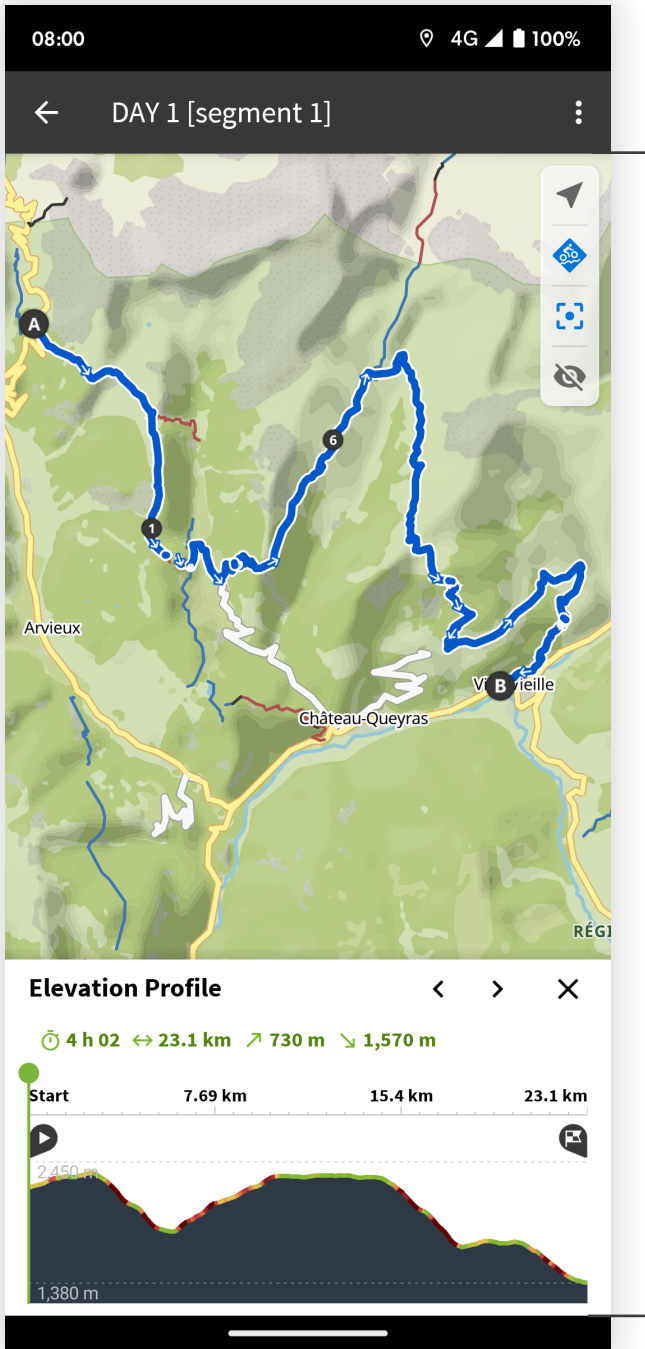 08:00 4G 100%
DAY 1 [segment 1]
A
6
1
Arvieux
B
Château-Queyras
RÉGI
Elevation Profile
4 h 02 23.1 km 730 m 1,570 m
Start 7.69 km 15.4 km 23.1 km
2,450 m
1,380 m